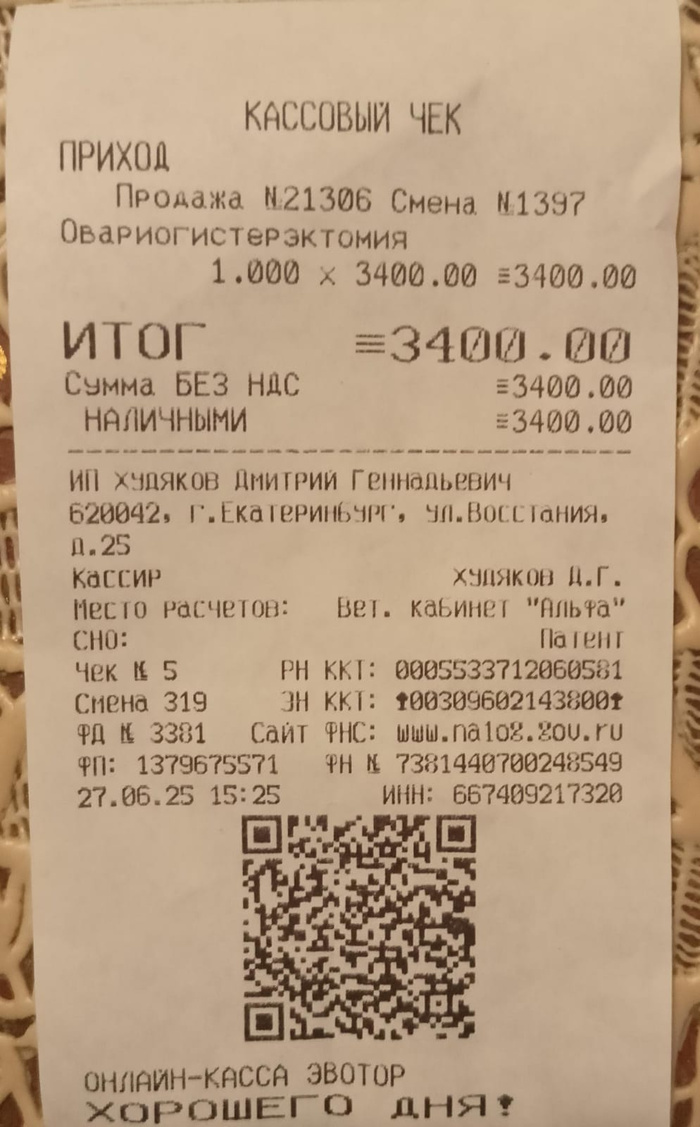 КАССОВЫЙ ЧЕК
ПРИХОД
Продажа №21306 Смена №1397
Овариогистерэктомия
1.000 x 3400.00 ≡3400.00
ИТОГ ≡3400.00
Сумма БЕЗ НДС ≡3400.00
НАЛИЧНЫМИ ≡3400.00
ИП Худяков Дмитрий Геннадьевич
620042, г.Екатеринбург, ул.Восстания,
д.25
Кассир Худяков Д.Г.
Место расчетов: Вет. кабинет "Альфа"
СНО: Патент
Чек № 5 РН ККТ: 0005533712060581
Смена 319 ЗН ККТ: ☨00309602143800☨
ФД № 3381 Сайт ФНС: www.nalog.gov.ru
ФП: 1379675571 ФН № 7381440700248549
27.06.25 15:25 ИНН: 667409217320
ОНЛАЙН-КАССА ЭВОТОР
ХОРОШЕГО ДНЯ!